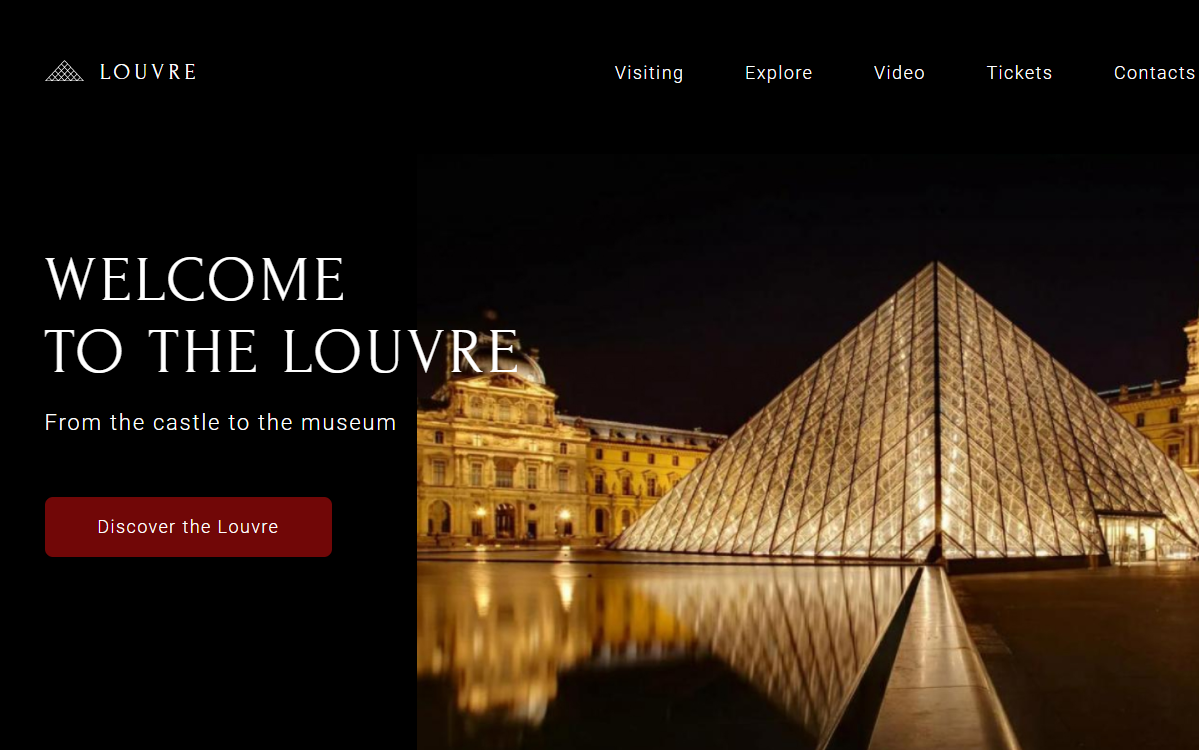 LOUVRE
Visiting Explore Video Tickets Contacts
WELCOME
TO THE LOUVRE
From the castle to the museum
Discover the Louvre